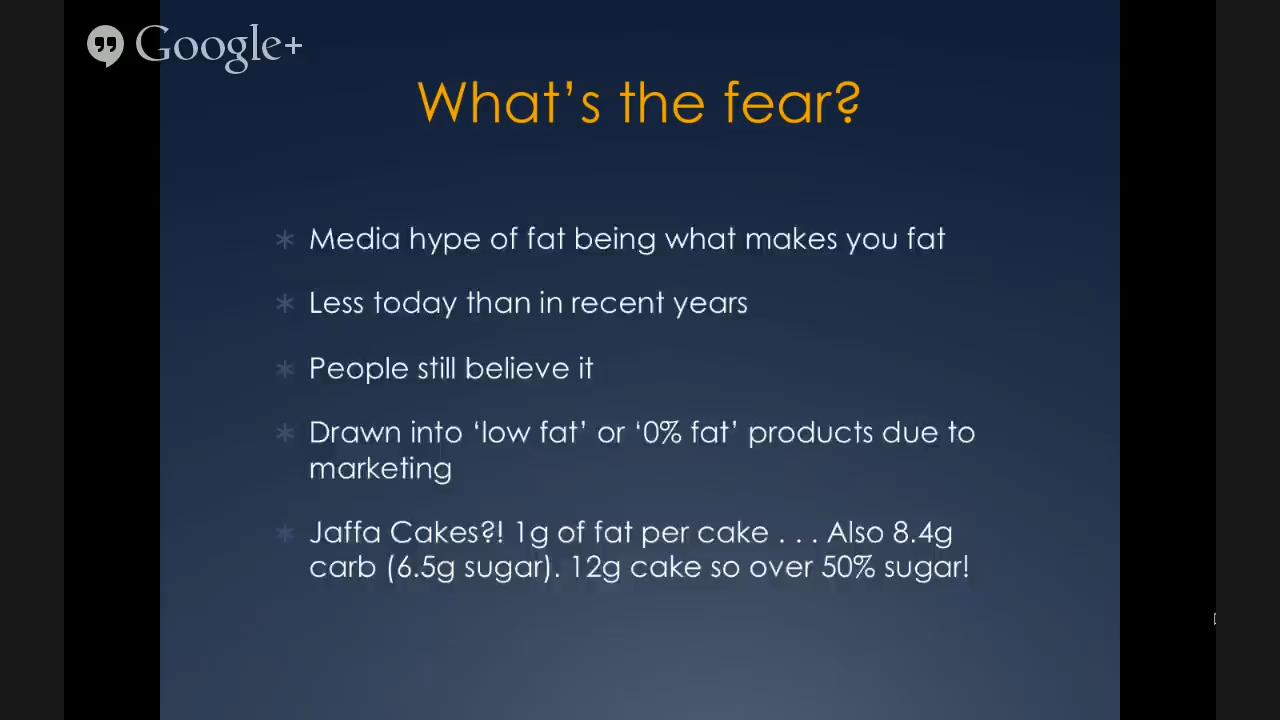 Google+
What’s the fear?
Media hype of fat being what makes you fat
Less today than in recent years
People still believe it
Drawn into ‘low fat’ or ‘0% fat’ products due to
marketing
Jaffa Cakes?! 1g of fat per cake . . . Also 8.4g
carb (6.5g sugar). 12g cake so over 50% sugar!